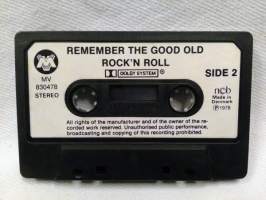 REMEMBER THE GOOD OLD
ROCK'N ROLL
MV
830478
STEREO
DOLBY SYSTEM ®
SIDE 2
ncb
Made in
Denmark
Ⓟ 1978
All rights of the manufacturer and of the owner of the re-
corded work reserved. Unauthorised public performance,
broadcasting and copying of this recording prohibited.